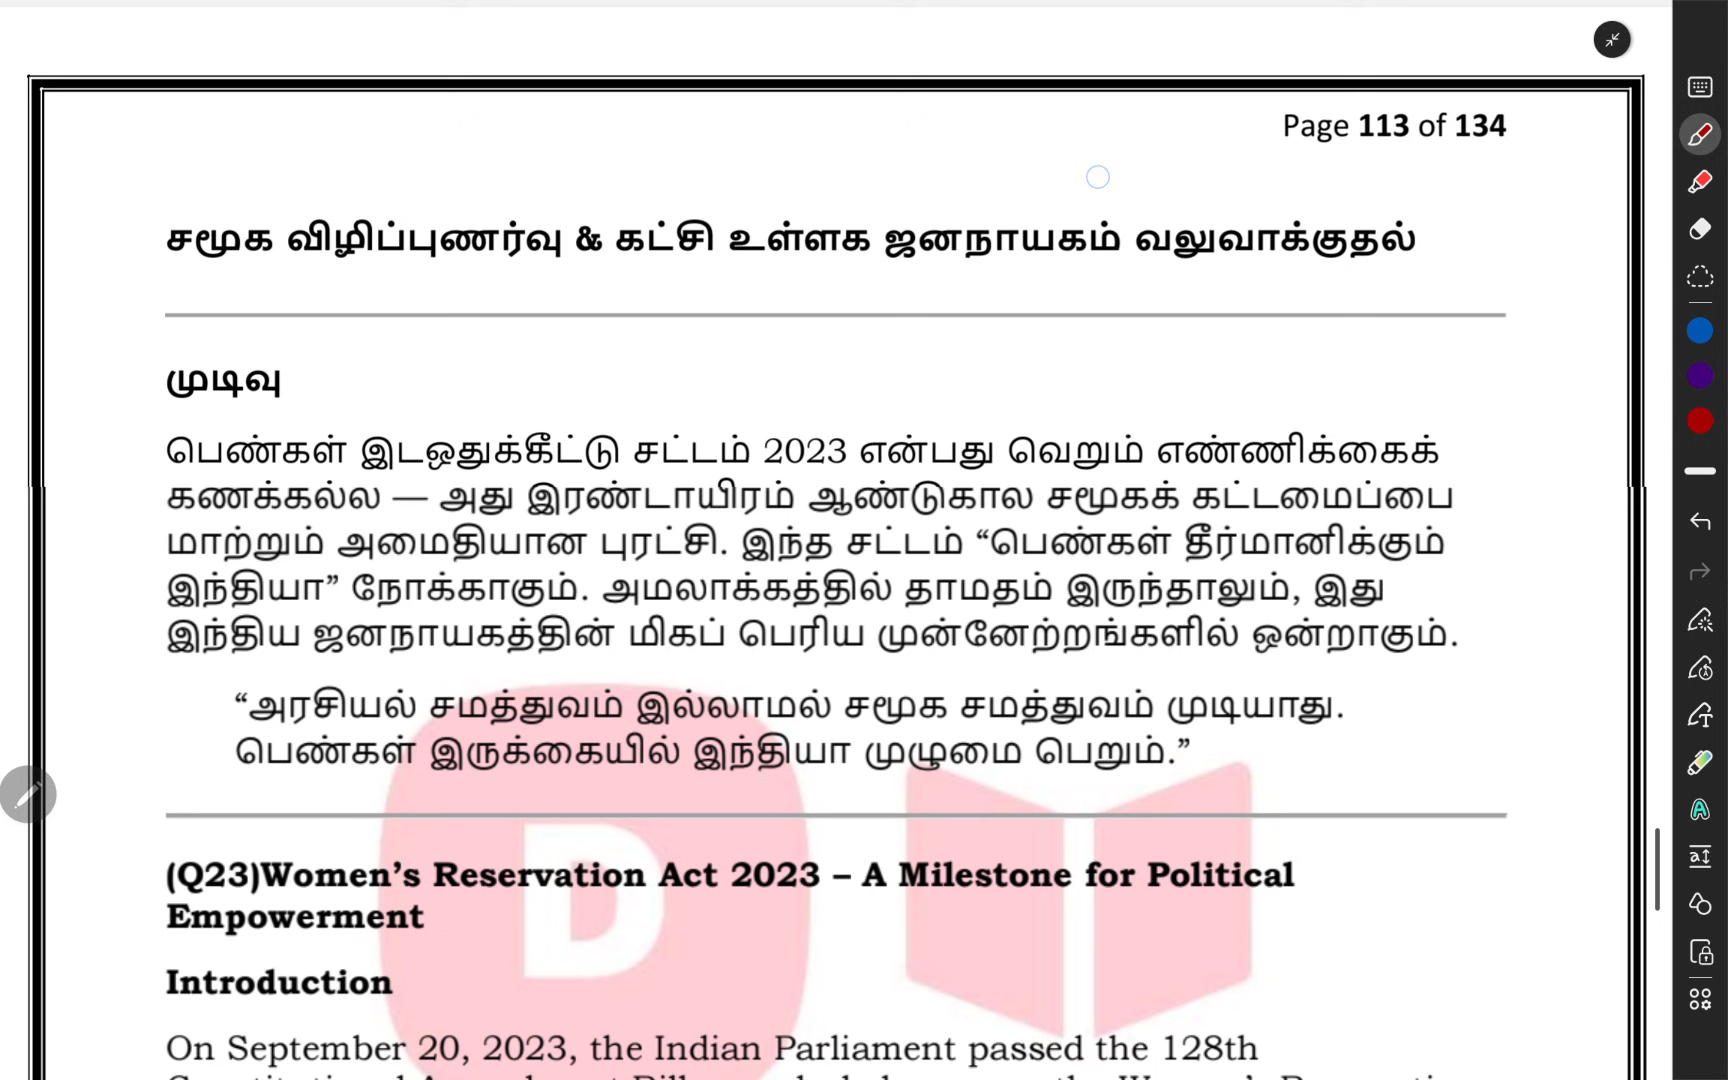 Page 113 of 134
சமூக விழிப்புணர்வு & கட்சி உள்ளக ஜனநாயகம் வலுவாக்குதல்
முடிவு
பெண்கள் இடஒதுக்கீட்டு சட்டம் 2023 என்பது வெறும் எண்ணிக்கைக்
கணக்கல்ல — அது இரண்டாயிரம் ஆண்டுகால சமூகக் கட்டமைப்பை
மாற்றும் அமைதியான புரட்சி. இந்த சட்டம் “பெண்கள் தீர்மானிக்கும்
இந்தியா” நோக்காகும். அமலாக்கத்தில் தாமதம் இருந்தாலும், இது
இந்திய ஜனநாயகத்தின் மிகப் பெரிய முன்னேற்றங்களில் ஒன்றாகும்.
“அரசியல் சமத்துவம் இல்லாமல் சமூக சமத்துவம் முடியாது.
பெண்கள் இருக்கையில் இந்தியா முழுமை பெறும்.”
D
(Q23)Women’s Reservation Act 2023 – A Milestone for Political
Empowerment
Introduction
On September 20, 2023, the Indian Parliament passed the 128th